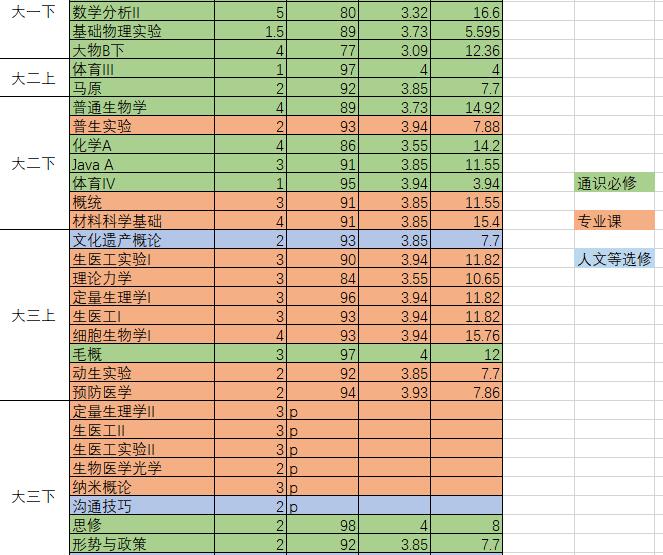 大一下
数学分析II 5 80 3.32 16.6
基础物理实验 1.5 89 3.73 5.595
大物B下 4 77 3.09 12.36
大二上
体育III 1 97 4 4
马原 2 92 3.85 7.7
大二下
普通生物学 4 89 3.73 14.92
普生实验 2 93 3.94 7.88
化学A 4 86 3.55 14.2
Java A 3 91 3.85 11.55
体育IV 1 95 3.94 3.94
通识必修
概统 3 91 3.85 11.55
材料科学基础 4 91 3.85 15.4
专业课
大三上
文化遗产概论 2 93 3.85 7.7
生医工实验I 3 90 3.94 11.82
人文等选修
理论力学 3 84 3.55 10.65
定量生理学I 3 96 3.94 11.82
生医工I 3 93 3.94 11.82
细胞生物学I 4 93 3.94 15.76
毛概 3 97 4 12
动生实验 2 92 3.85 7.7
预防医学 2 94 3.93 7.86
大三下
定量生理学II 3 p
生医工II 3 p
生医工实验II 3 p
生物医学光学 2 p
纳米概论 3 p
沟通技巧 2 p
思修 2 98 4 8
形势与政策 2 92 3.85 7.7